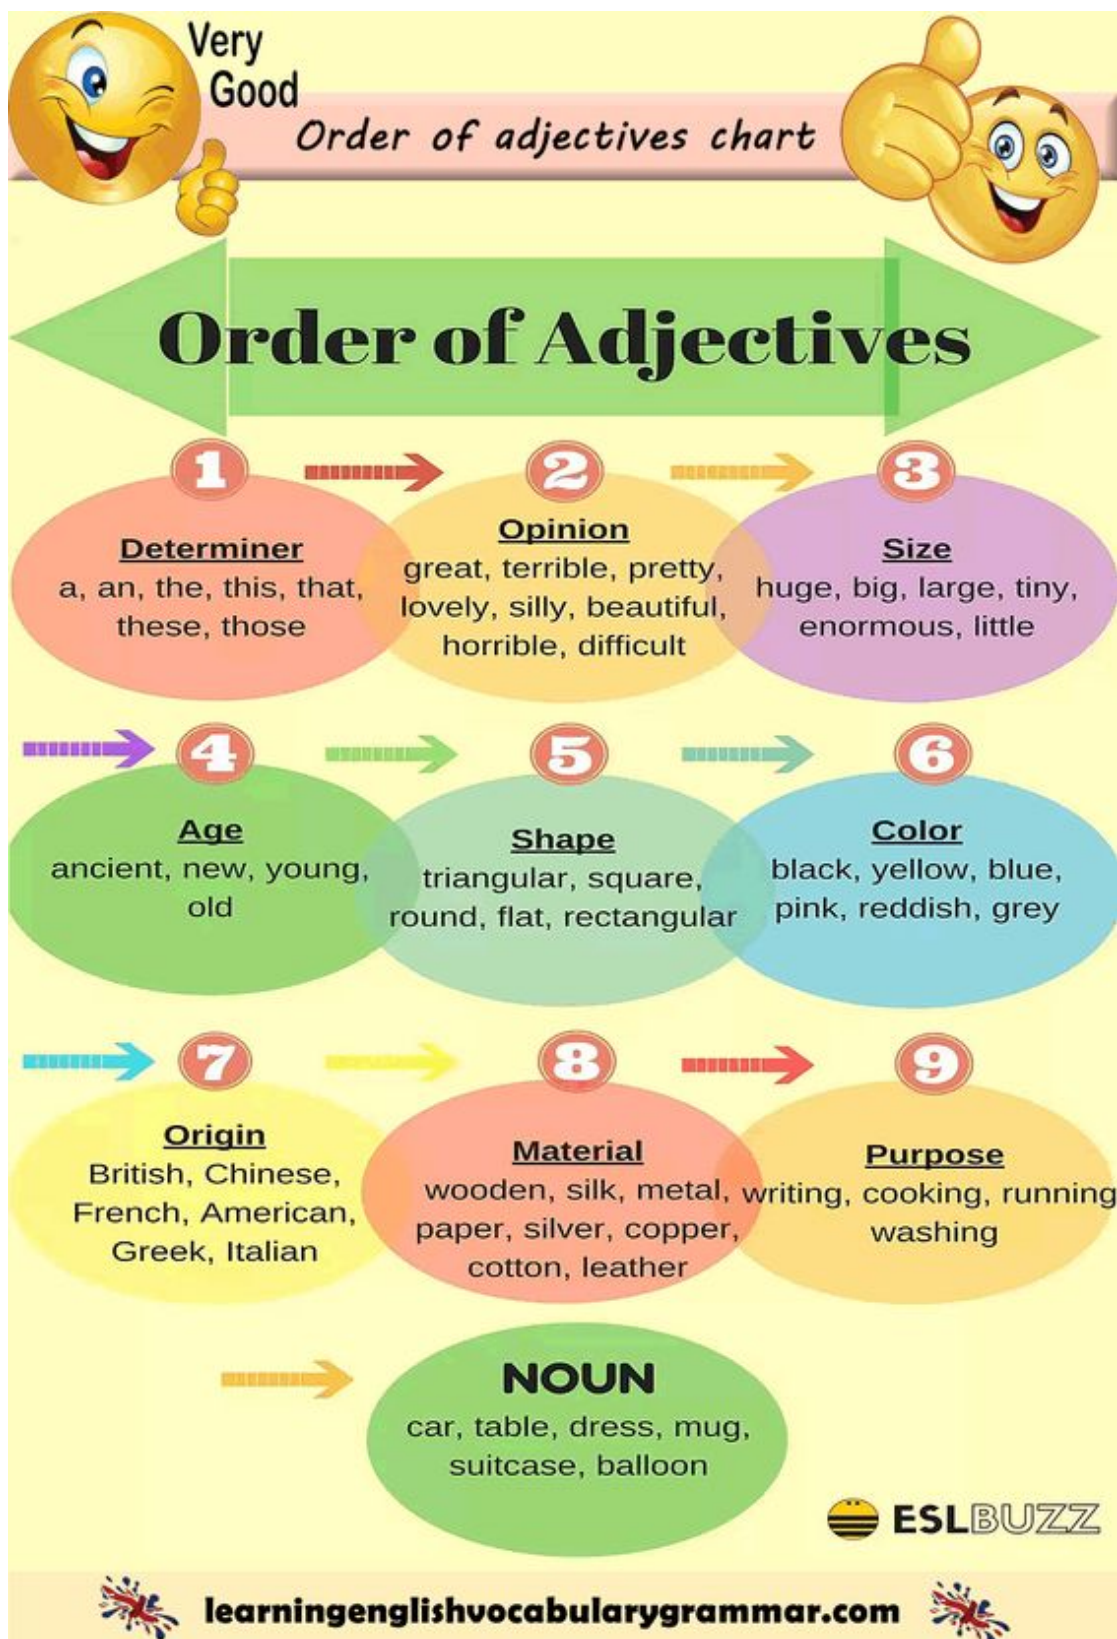 Very
Good
Order of adjectives chart
Order of Adjectives
1
Determiner
a, an, the, this, that,
these, those
2
Opinion
great, terrible, pretty,
lovely, silly, beautiful,
horrible, difficult
3
Size
huge, big, large, tiny,
enormous, little
4
Age
ancient, new, young,
old
5
Shape
triangular, square,
round, flat, rectangular
6
Color
black, yellow, blue,
pink, reddish, grey
7
Origin
British, Chinese,
French, American,
Greek, Italian
8
Material
wooden, silk, metal,
paper, silver, copper,
cotton, leather
9
Purpose
writing, cooking, running
washing
NOUN
car, table, dress, mug,
suitcase, balloon
ESLBUZZ
learningenglishvocabularygrammar.com